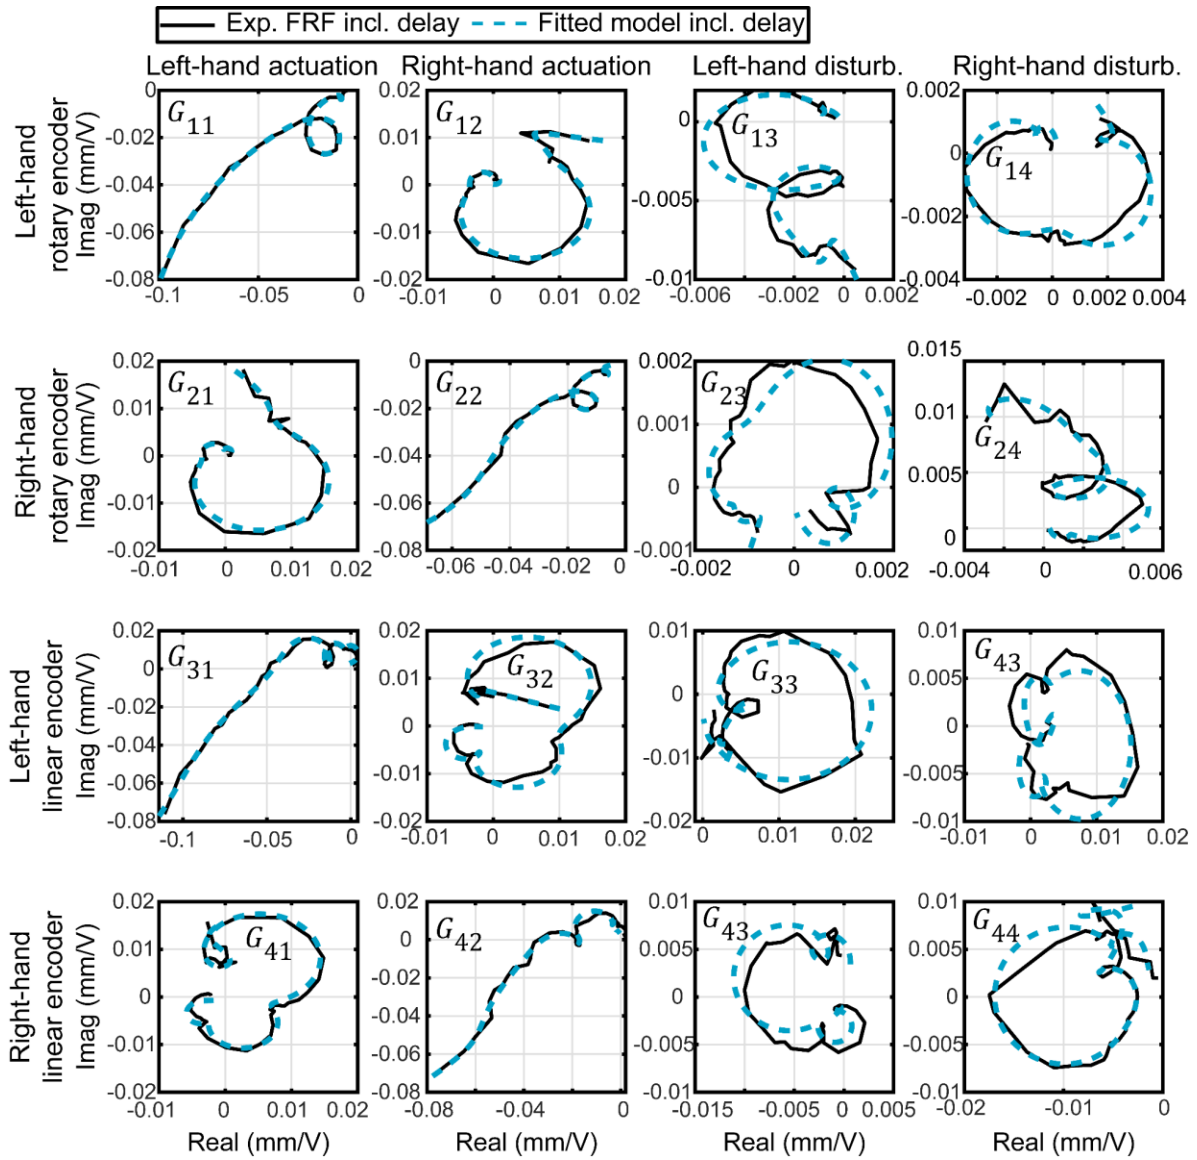 Exp. FRF incl. delay Fitted model incl. delay
Left-hand actuation Right-hand actuation Left-hand disturb. Right-hand disturb.
Left-hand
rotary encoder
Imag (mm/V)
0
-0.02
-0.04
-0.06
-0.08
G11
-0.1 -0.05 0
0.02
0.01
0
-0.01
-0.02
G12
-0.01 0 0.01 0.02
0
-0.005
-0.01
G13
-0.006 -0.002 0 0.002
0.002
0
-0.002
-0.004
G14
-0.002 0 0.002 0.004
Right-hand
rotary encoder
Imag (mm/V)
0.02
0.01
0
-0.01
-0.02
G21
-0.01 0 0.01 0.02
0
-0.02
-0.04
-0.06
-0.08
G22
-0.06 -0.04 -0.02 0
0.002
0.001
0
-0.001
G23
-0.002 0 0.002
0.015
0.01
0.005
0
G24
-0.004 0 0.006
Left-hand
linear encoder
Imag (mm/V)
0.02
0
-0.02
-0.04
-0.06
-0.08
G31
-0.1 -0.05 0
0.02
0.01
0
-0.01
-0.02
G32
-0.01 0 0.01 0.02
0.01
0
-0.01
-0.02
G33
0 0.01 0.02
0.01
0.005
0
-0.005
-0.01
G43
-0.01 0 0.01 0.02
Right-hand
linear encoder
Imag (mm/V)
0.02
0.01
0
-0.01
-0.02
G41
-0.01 0 0.01 0.02
0.02
0
-0.02
-0.04
-0.06
-0.08
G42
-0.08 -0.04 0
0.01
0.005
0
-0.005
-0.01
G43
-0.015 -0.005 0 0.005
0.01
0.005
0
-0.005
-0.01
G44
-0.02 -0.01 0
Real (mm/V) Real (mm/V) Real (mm/V) Real (mm/V)